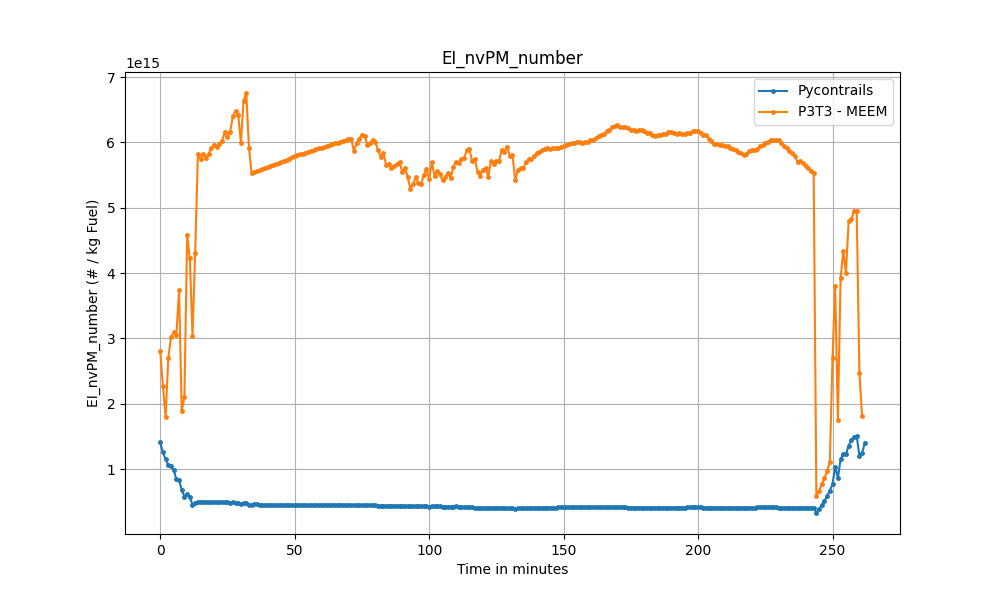 EI_nvPM_number
1e15
7
6
5
4
3
2
1
EI_nvPM_number (# / kg Fuel)
Pycontrails
P3T3 - MEEM
0 50 100 150 200 250
Time in minutes